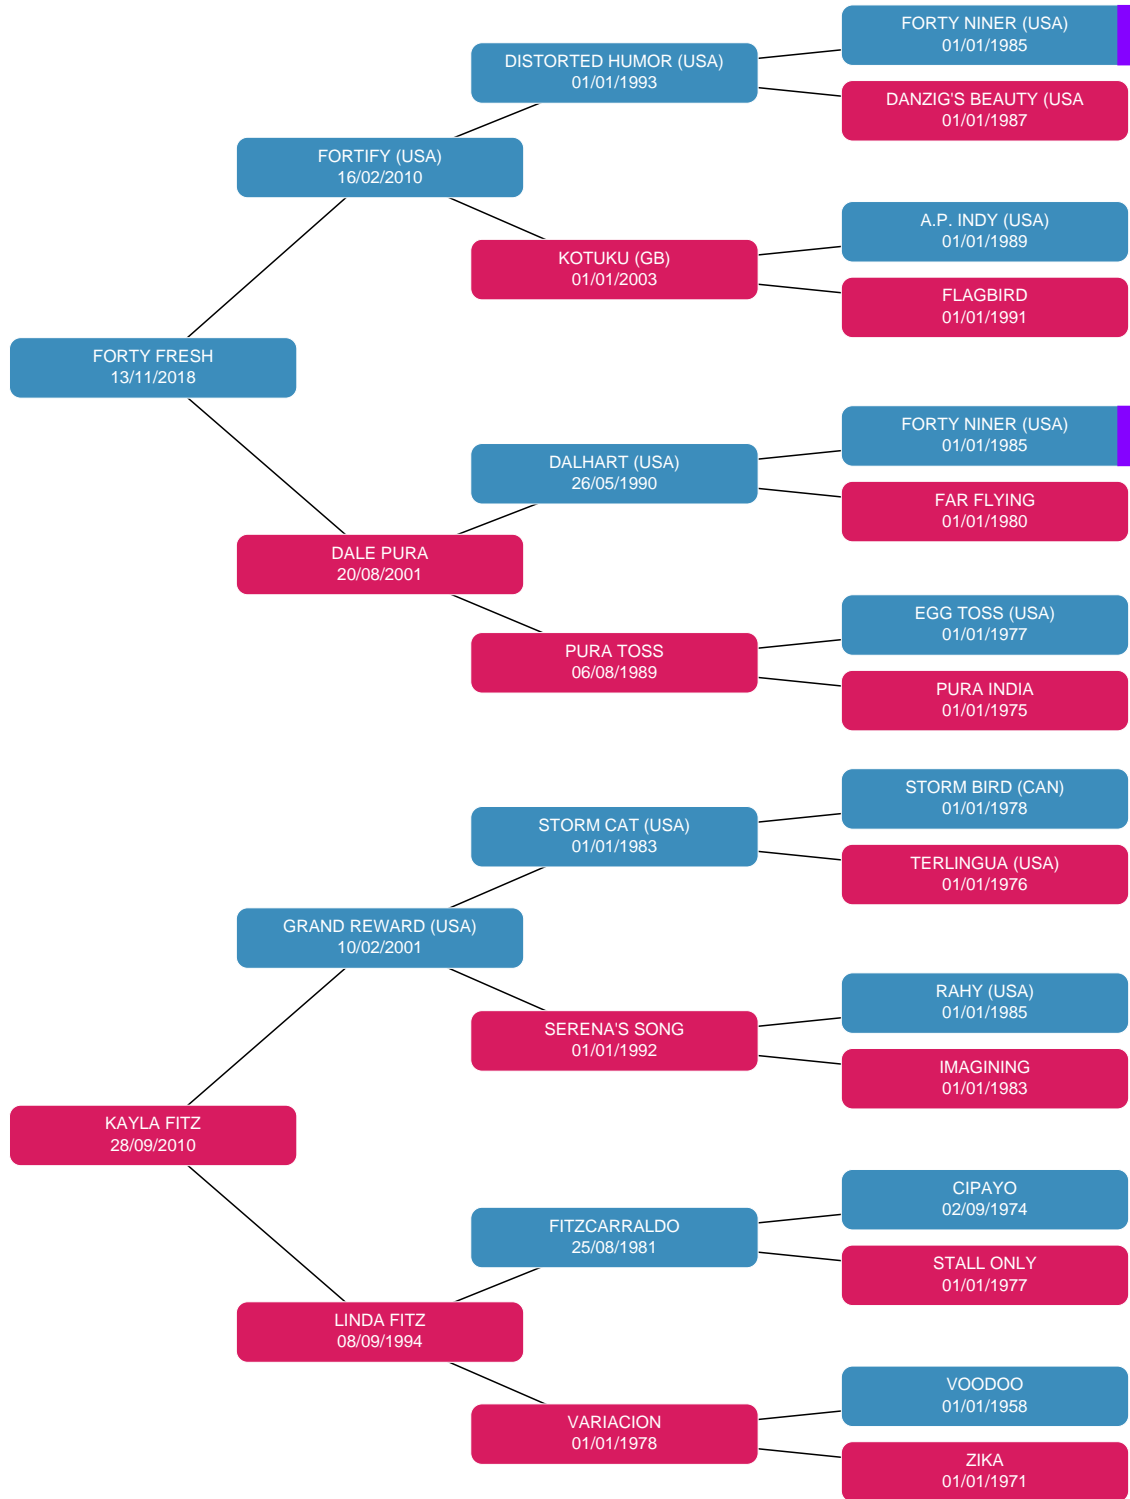 FORTY NINER (USA)
01/01/1985
DISTORTED HUMOR (USA)
01/01/1993
DANZIG'S BEAUTY (USA
01/01/1987
FORTIFY (USA)
16/02/2010
A.P. INDY (USA)
01/01/1989
KOTUKU (GB)
01/01/2003
FLAGBIRD
01/01/1991
FORTY FRESH
13/11/2018
FORTY NINER (USA)
01/01/1985
DALHART (USA)
26/05/1990
FAR FLYING
01/01/1980
DALE PURA
20/08/2001
EGG TOSS (USA)
01/01/1977
PURA TOSS
06/08/1989
PURA INDIA
01/01/1975
STORM BIRD (CAN)
01/01/1978
STORM CAT (USA)
01/01/1983
TERLINGUA (USA)
01/01/1976
GRAND REWARD (USA)
10/02/2001
RAHY (USA)
01/01/1985
SERENA'S SONG
01/01/1992
IMAGINING
01/01/1983
KAYLA FITZ
28/09/2010
CIPAYO
02/09/1974
FITZCARRALDO
25/08/1981
STALL ONLY
01/01/1977
LINDA FITZ
08/09/1994
VOODOO
01/01/1958
VARIACION
01/01/1978
ZIKA
01/01/1971